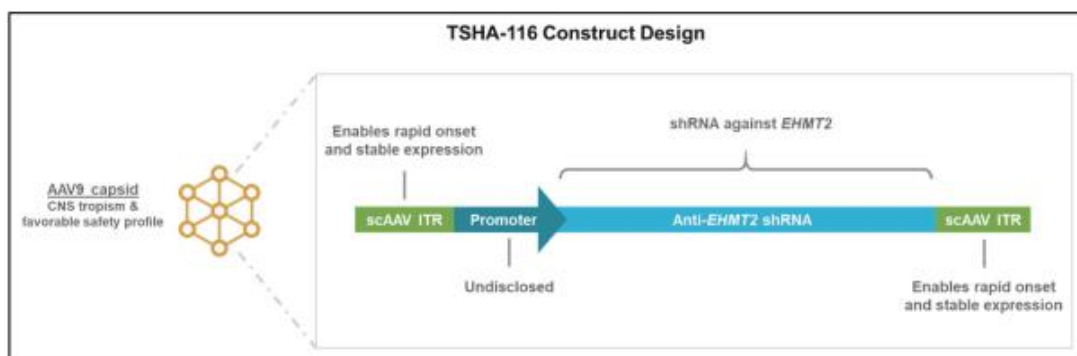 TSHA-116 Construct Design
shRNA against EHMT2
Enables rapid onset
and stable expression
AAV9 capsid
CNS tropism &
favorable safety profile
scAAV ITR
Promoter
Anti-EHMT2 shRNA
scAAV ITR
Undisclosed
Enables rapid onset
and stable expression